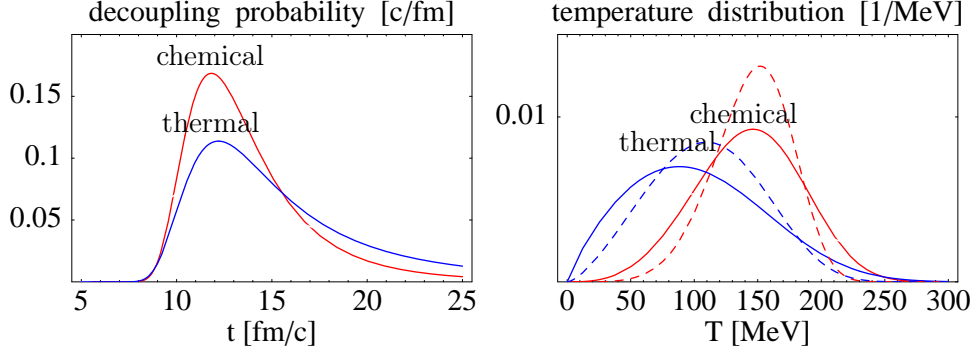 decoupling probability [c/fm]
chemical
thermal
0.15
0.1
0.05
5 10 15 20 25
t [fm/c]
temperature distribution [1/MeV]
0.01
chemical
thermal
0 50 100 150 200 250 300
T [MeV]